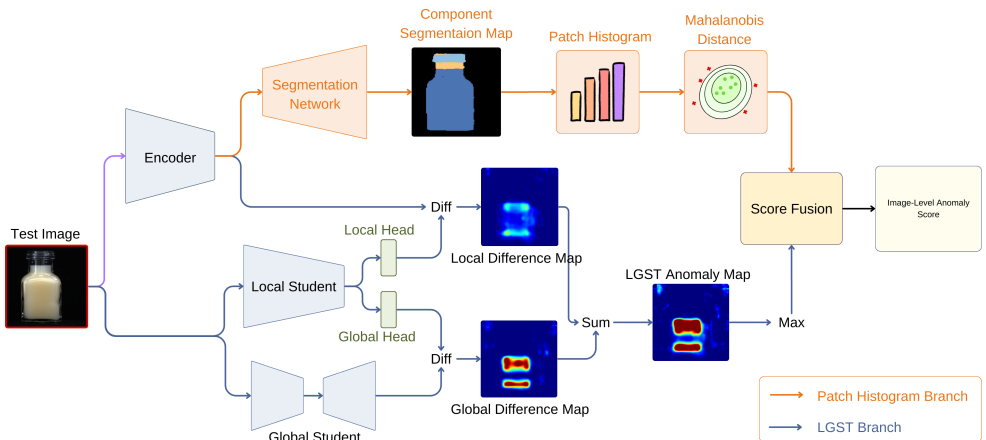 Component
Segmentaion Map
Patch Histogram
Mahalanobis
Distance
Segmentation
Network
Encoder
Test Image
Diff
Local Head
Local Difference Map
Local Student
Global Head
Diff
Global Difference Map
Global Student
Sum
LGST Anomaly Map
Max
Score Fusion
Image-Level Anomaly
Score
Patch Histogram Branch
LGST Branch